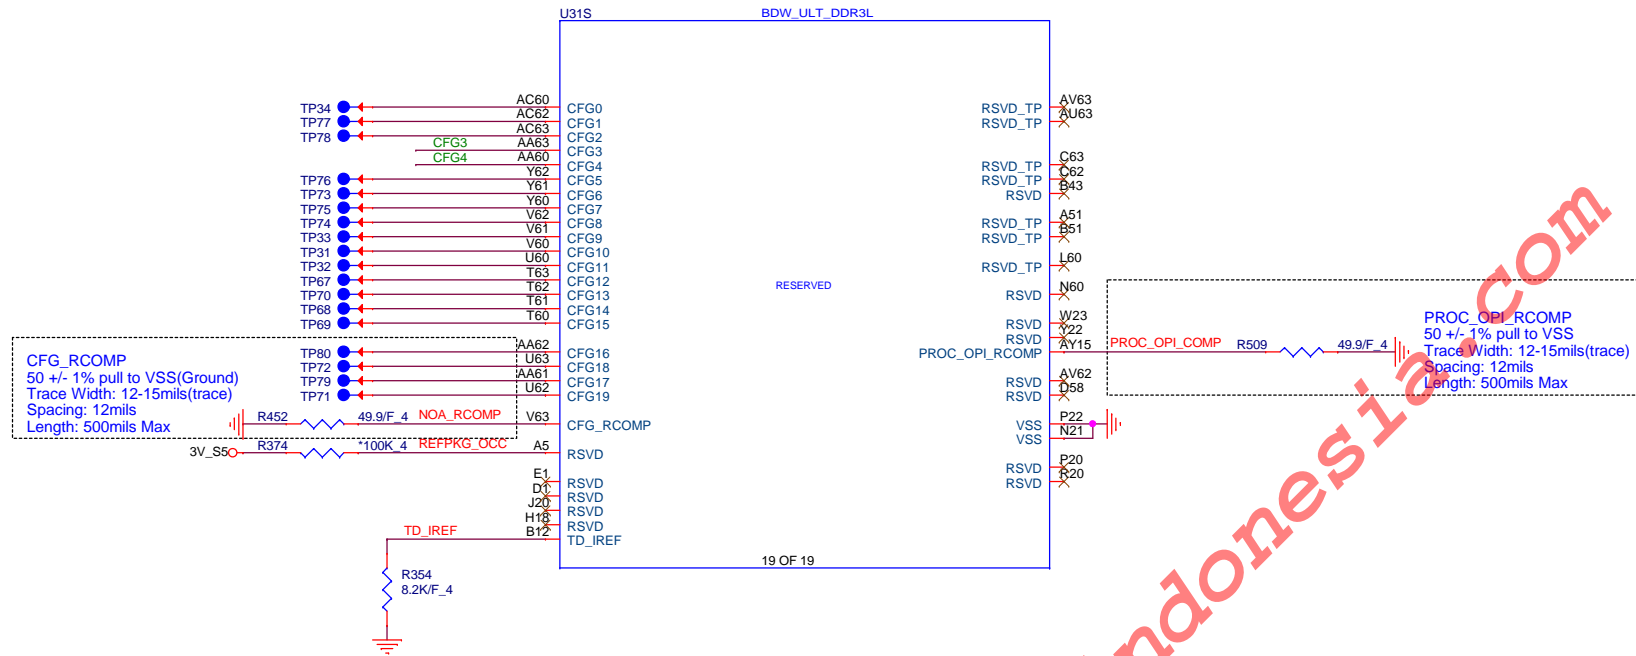 U31S
BDW_ULT_DDR3L
TP34 AC60 CFG0
TP77 AC62 CFG1
TP78 AC63 CFG2
CFG3 AA63 CFG3
CFG4 AA60 CFG4
TP76 Y62 CFG5
TP73 Y61 CFG6
TP75 Y60 CFG7
TP74 V62 CFG8
TP33 V61 CFG9
TP31 V60 CFG10
TP32 U60 CFG11
TP67 T63 CFG12
TP70 T62 CFG13
TP68 T61 CFG14
TP69 T60 CFG15
TP80 AA62 CFG16
TP72 U63 CFG18
TP79 AA61 CFG17
TP71 U62 CFG19
CFG_RCOMP
50 +/- 1% pull to VSS(Ground)
Trace Width: 12-15mils(trace)
Spacing: 12mils
Length: 500mils Max
R452 49.9/F_4 NOA_RCOMP V63 CFG_RCOMP
3V_S5 R374 *100K_4 REFPKG_OCC A5 RSVD
E1 RSVD
D1 RSVD
J20 RSVD
H18 RSVD
TD_IREF B12 TD_IREF
R354
8.2K/F_4
RESERVED
19 OF 19
RSVD_TP AV63
RSVD_TP AU63
RSVD_TP C63
RSVD_TP C62
RSVD B43
RSVD_TP A51
RSVD_TP B51
RSVD_TP L60
RSVD N60
RSVD W23
RSVD Y22
PROC_OPI_RCOMP AY15 PROC_OPI_COMP R509 49.9/F_4
RSVD AV62
RSVD D58
VSS P22
VSS N21
RSVD P20
RSVD R20
PROC_OPI_RCOMP
50 +/- 1% pull to VSS
Trace Width: 12-15mils(trace)
Spacing: 12mils
Length: 500mils Max
ndonesia.com